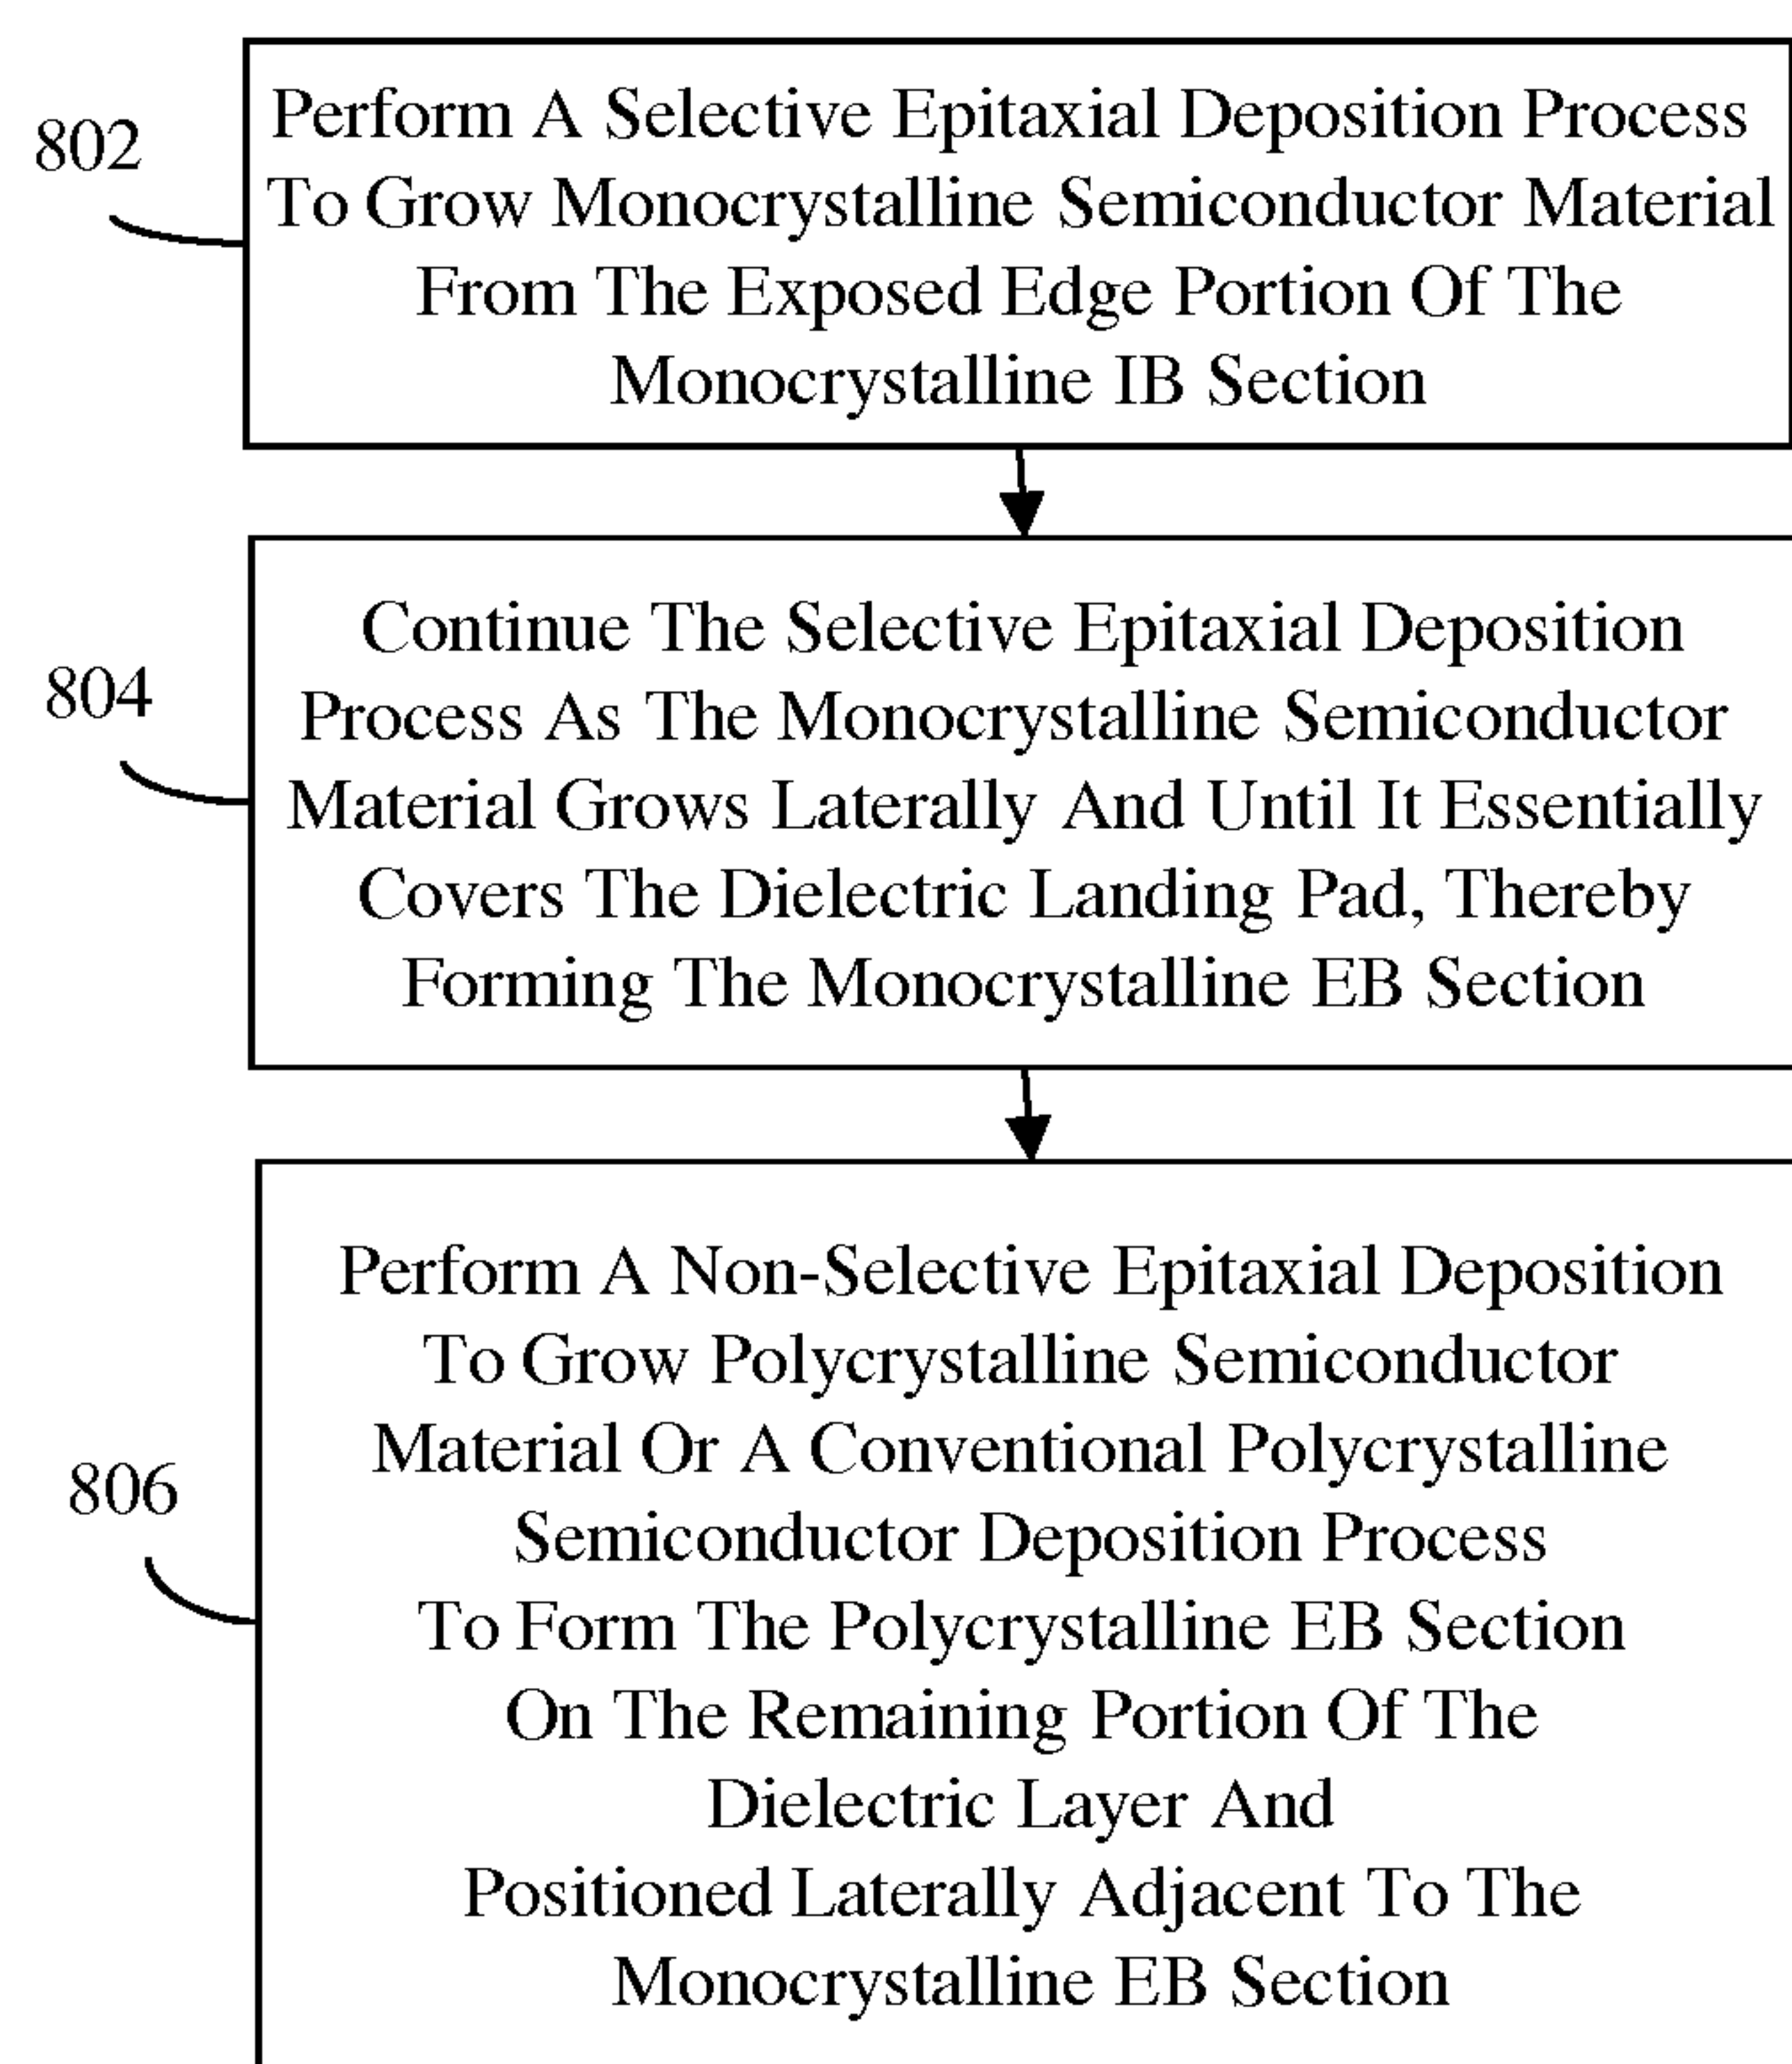 802
Perform A Selective Epitaxial Deposition Process
To Grow Monocrystalline Semiconductor Material
From The Exposed Edge Portion Of The
Monocrystalline IB Section
804
Continue The Selective Epitaxial Deposition
Process As The Monocrystalline Semiconductor
Material Grows Laterally And Until It Essentially
Covers The Dielectric Landing Pad, Thereby
Forming The Monocrystalline EB Section
806
Perform A Non-Selective Epitaxial Deposition
To Grow Polycrystalline Semiconductor
Material Or A Conventional Polycrystalline
Semiconductor Deposition Process
To Form The Polycrystalline EB Section
On The Remaining Portion Of The
Dielectric Layer And
Positioned Laterally Adjacent To The
Monocrystalline EB Section